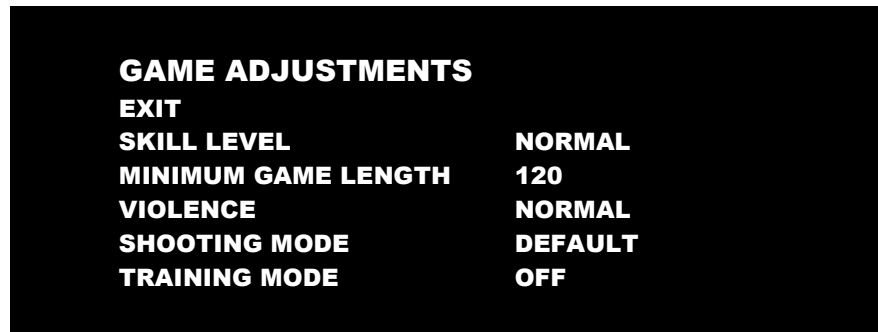 GAME ADJUSTMENTS
EXIT
SKILL LEVEL NORMAL
MINIMUM GAME LENGTH 120
VIOLENCE NORMAL
SHOOTING MODE DEFAULT
TRAINING MODE OFF